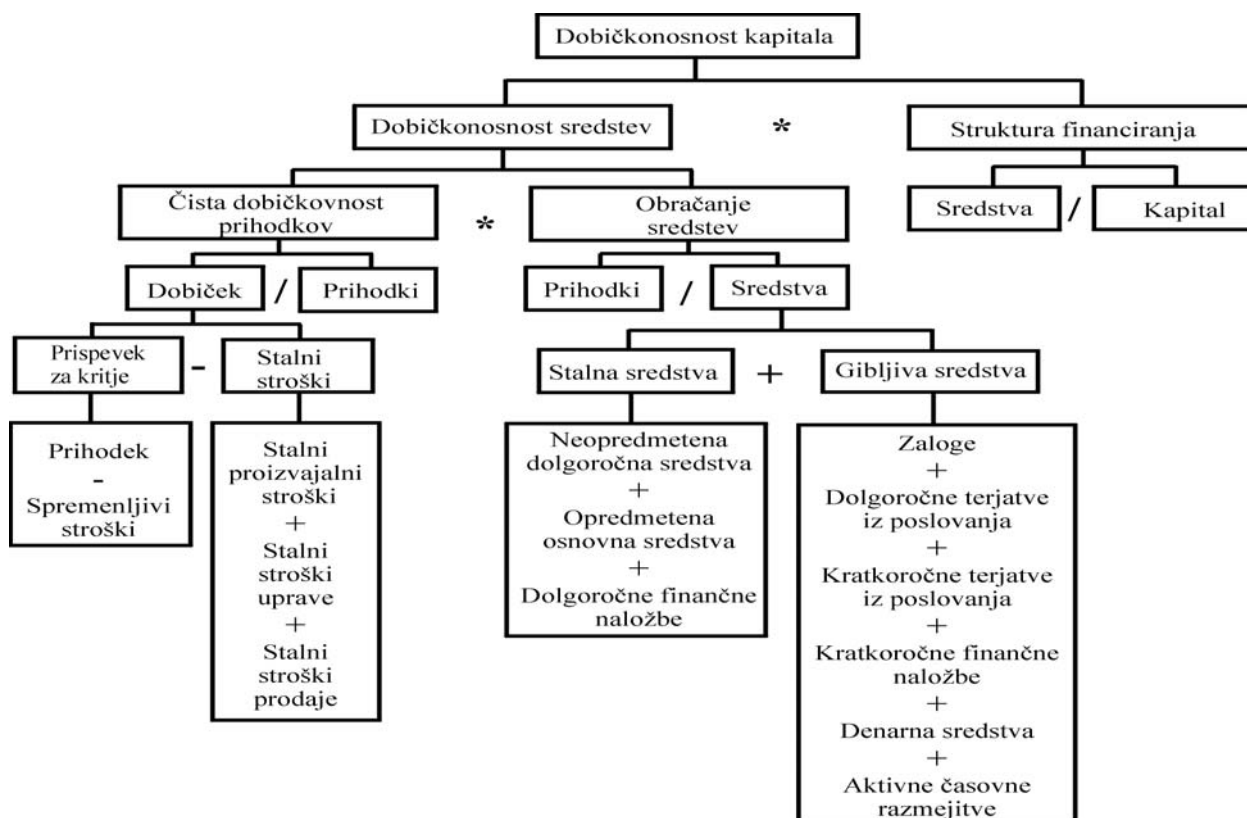 Dobičkonosnost kapitala
Dobičkonosnost sredstev
*
Struktura financiranja
Čista dobičkovnost
prihodkov
*
Obračanje
sredstev
Sredstva
/
Kapital
Dobiček
/
Prihodki
Prihodki
/
Sredstva
Prispevek
za kritje
-
Stalni
stroški
Stalna sredstva
+
Gibljiva sredstva
Prihodek
-
Spremenljivi
stroški
Stalni
proizvajalni
stroški
+
Stalni
stroški
uprave
+
Stalni
stroški
prodaje
Neopredmetena
dolgoročna sredstva
+
Opredmetena
osnovna sredstva
+
Dolgoročne finančne
naložbe
Zaloge
+
Dolgoročne terjatve
iz poslovanja
+
Kratkoročne terjatve
iz poslovanja
+
Kratkoročne finančne
naložbe
+
Denarna sredstva
+
Aktivne časovne
razmejitve